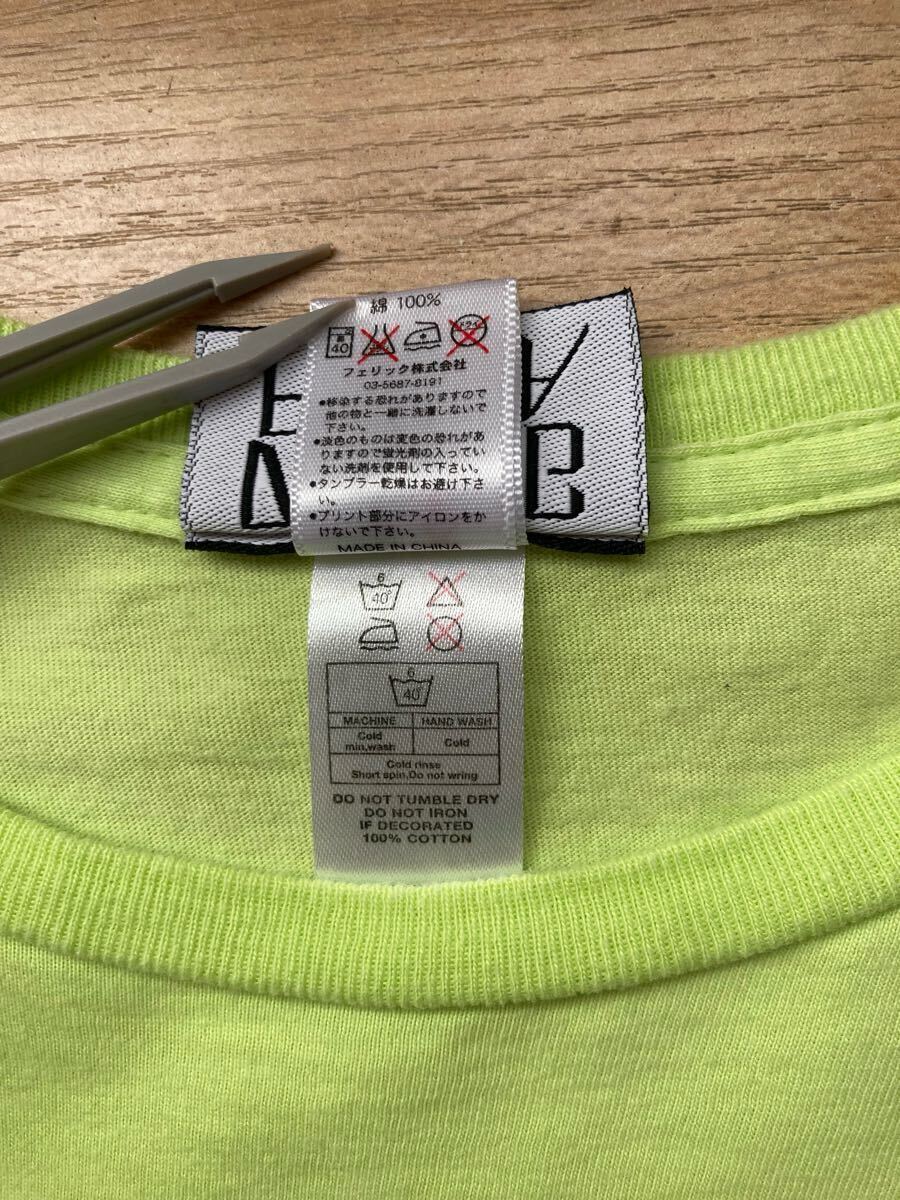 綿 100%
40
フェリック株式会社
03-5687-8191
●移染する恐れがありますので
他の物と一緒に洗濯しないで
下さい。
●淡色のものは変色の恐れがあ
りますので蛍光剤の入ってい
ない洗剤を使用して下さい。
●タンブラー乾燥はお避け下さ
い。
●プリント部分にアイロンをか
けないで下さい。
MADE IN CHINA
6
40°
6
40°
MACHINE HAND WASH
Cold
min,wash
Cold
Cold rinse
Short spin,Do not wring
DO NOT TUMBLE DRY
DO NOT IRON
IF DECORATED
100% COTTON